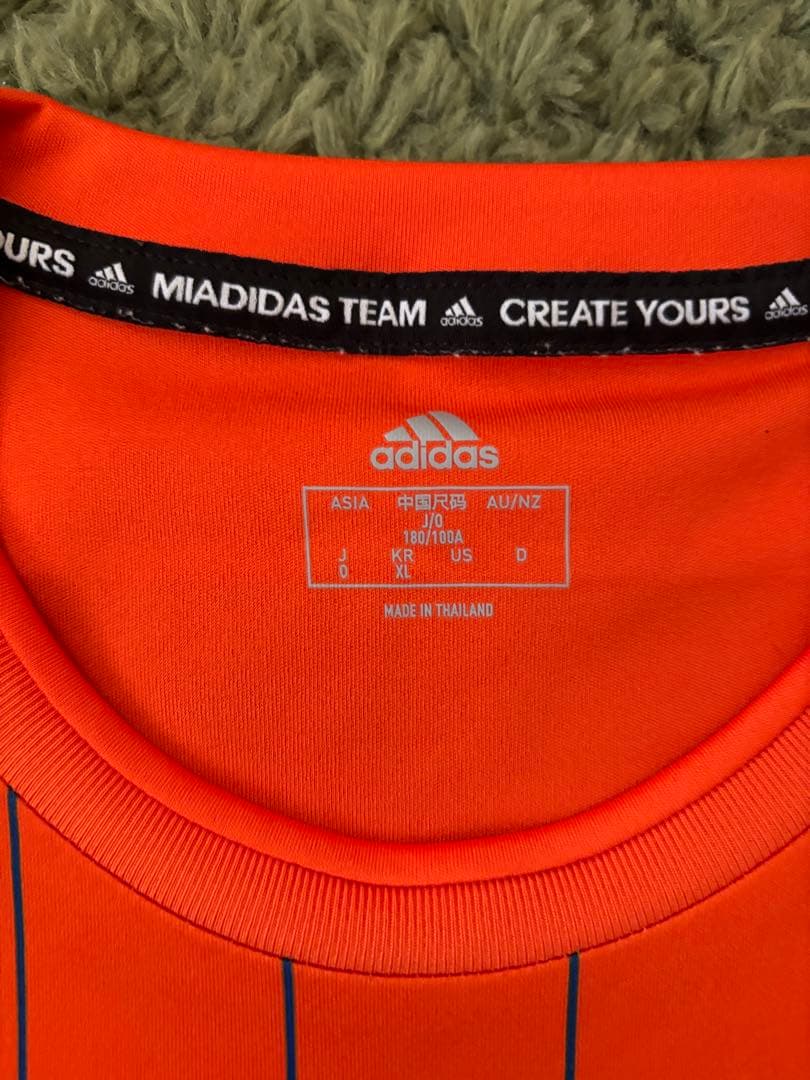 OURS adidas MIADIDAS TEAM adidas CREATE YOURS adidas
adidas
ASIA 中国尺码 AU/NZ
J/O
180/100A
J KR US D
O XL
MADE IN THAILAND